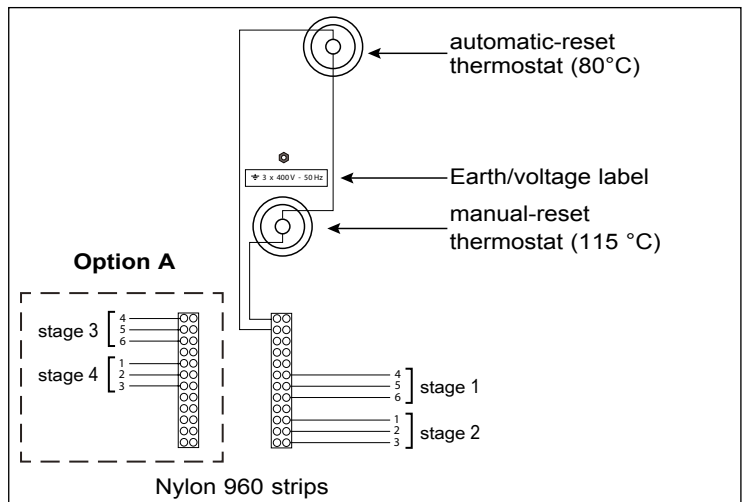 automatic-reset
thermostat (80°C)
⏚ 3 x 400 V - 50 Hz
Earth/voltage label
manual-reset
thermostat (115 °C)
Option A
stage 3
4
5
6
stage 4
1
2
3
4
5
6
stage 1
1
2
3
stage 2
Nylon 960 strips